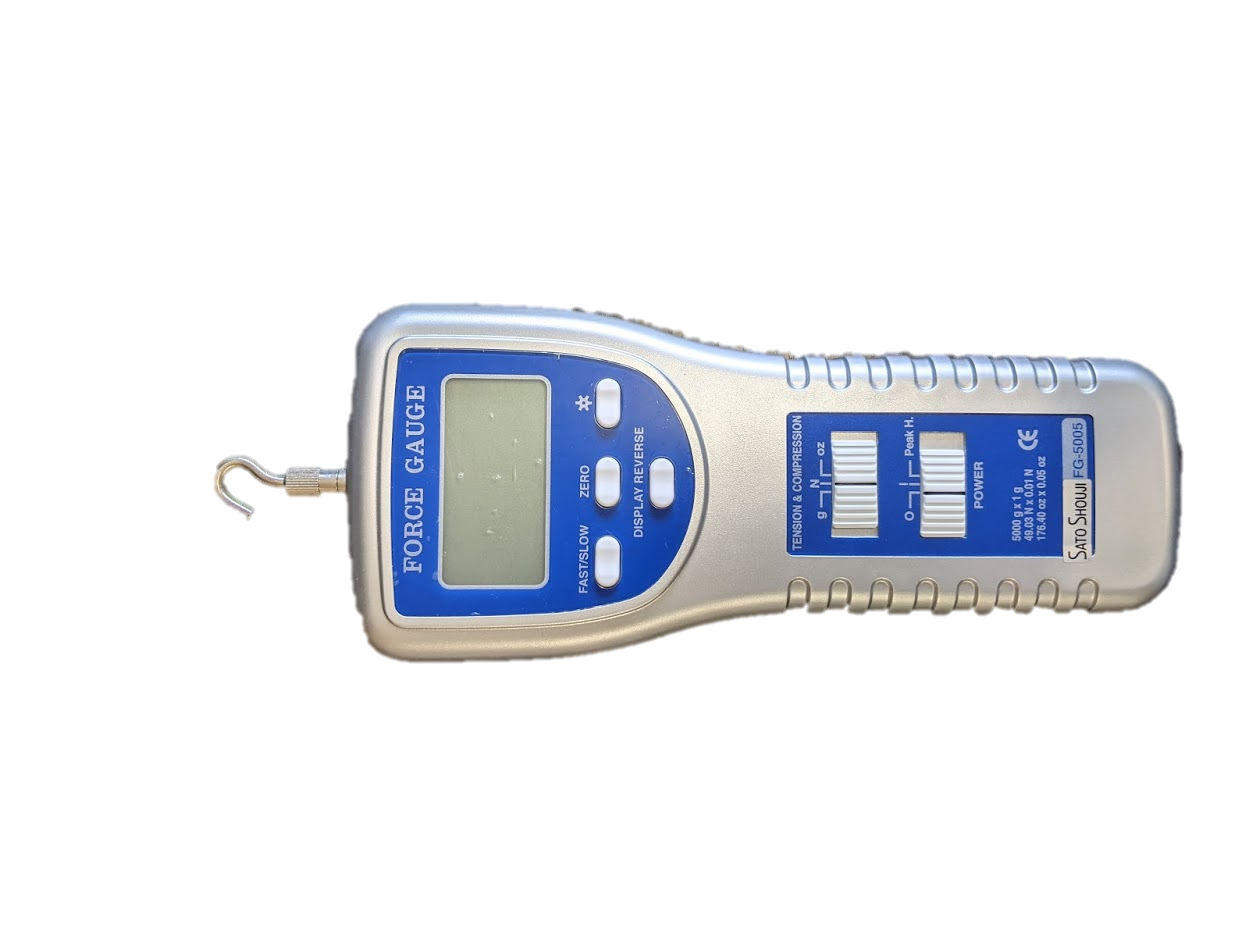 FORCE GAUGE
FAST/SLOW ZERO
DISPLAY REVERSE
TENSION & COMPRESSION
g N oz
O I Peak H.
POWER
5000 g x 1 g
49.03 N x 0.01 N
176.40 oz x 0.05 oz
CE
SATO SHOUJI FG-5005